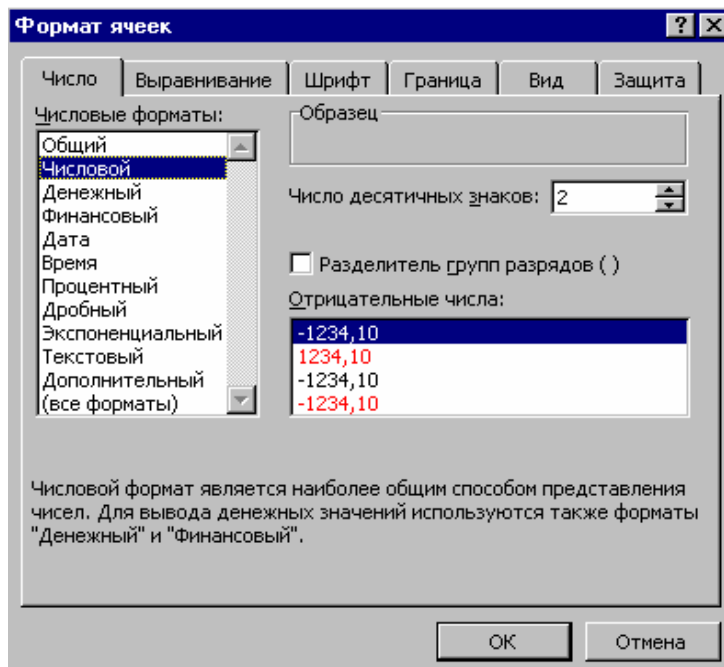 Формат ячеек
Число Выравнивание Шрифт Граница Вид Защита
Числовые форматы:
Общий
Числовой
Денежный
Финансовый
Дата
Время
Процентный
Дробный
Экспоненциальный
Текстовый
Дополнительный
(все форматы)
Образец
Число десятичных знаков: 2
Разделитель групп разрядов ( )
Отрицательные числа:
-1234,10
1234,10
-1234,10
-1234,10
Числовой формат является наиболее общим способом представления
чисел. Для вывода денежных значений используются также форматы
"Денежный" и "Финансовый".
ОК Отмена